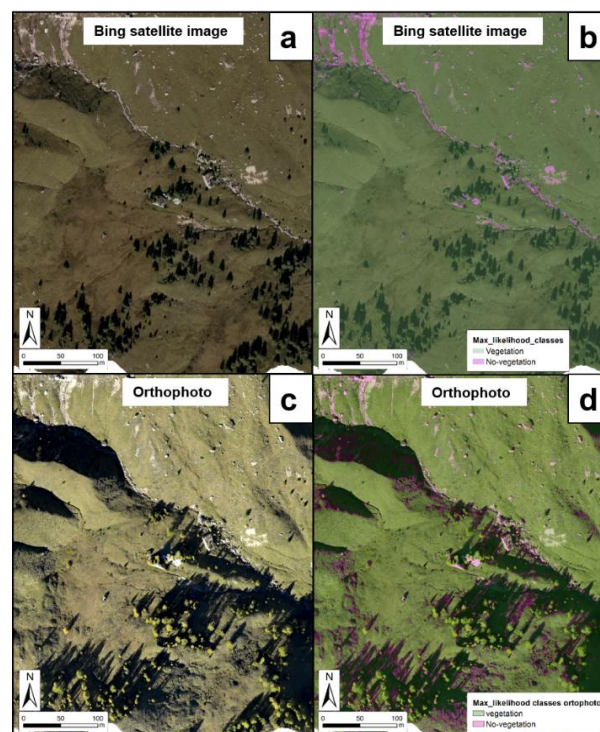 Bing satellite image
a
Bing satellite image
b
N
0 50 100
m
N
0 50 100
m
Max_likelihood_classes
Vegetation
No-vegetation
Orthophoto
c
Orthophoto
d
N
0 50 100
m
N
0 50 100
m
Max_likelihood classes ortophoto
vegetation
No-vegetation